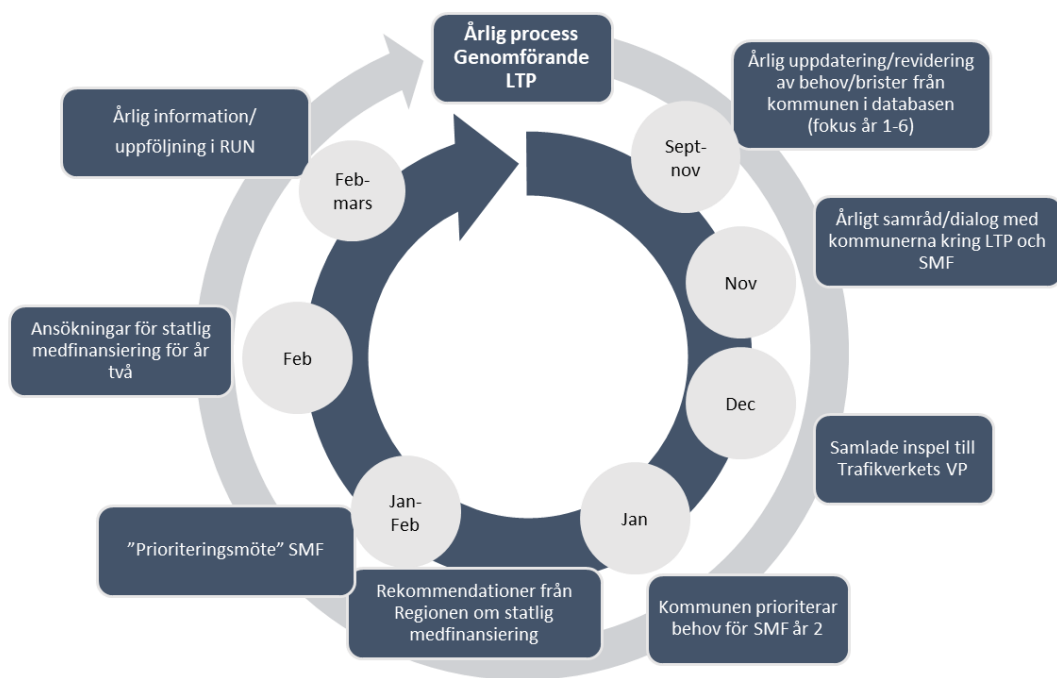 Årlig process
Genomförande
LTP
Årlig uppdatering/revidering
av behov/brister från
kommunen i databasen
(fokus år 1-6)
Sept-
nov
Årligt samråd/dialog med
kommunerna kring LTP och
SMF
Nov
Dec
Samlade inspel till
Trafikverkets VP
Jan
Kommunen prioriterar
behov för SMF år 2
Rekommendationer från
Regionen om statlig
medfinansiering
Jan-
Feb
”Prioriteringsmöte” SMF
Feb
Ansökningar för statlig
medfinansiering för år
två
Feb-
mars
Årlig information/
uppföljning i RUN